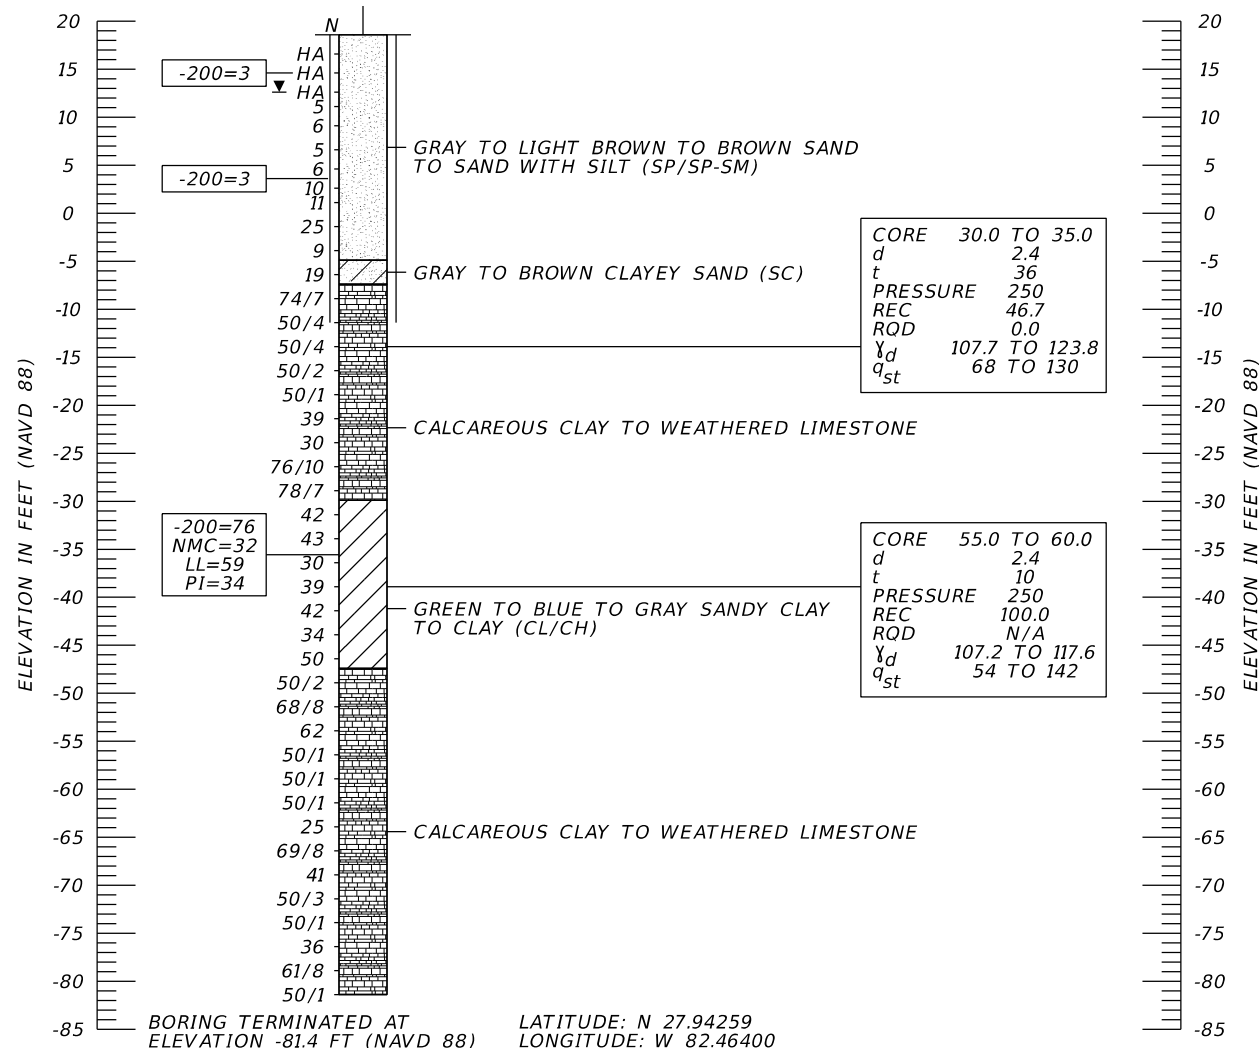 N
20
15
10
5
0
-5
-10
-15
-20
-25
-30
-35
-40
-45
-50
-55
-60
-65
-70
-75
-80
-85
ELEVATION IN FEET (NAVD 88)
-200=3
-200=3
-200=76
NMC=32
LL=59
PI=34
HA
HA
HA
5
6
5
6
10
11
25
9
19
74/7
50/4
50/4
50/2
50/1
39
30
76/10
78/7
42
43
30
39
42
34
50
50/2
68/8
62
50/1
50/1
50/1
25
69/8
41
50/3
50/1
36
61/8
50/1
GRAY TO LIGHT BROWN TO BROWN SAND
TO SAND WITH SILT (SP/SP-SM)
GRAY TO BROWN CLAYEY SAND (SC)
CALCAREOUS CLAY TO WEATHERED LIMESTONE
GREEN TO BLUE TO GRAY SANDY CLAY
TO CLAY (CL/CH)
CALCAREOUS CLAY TO WEATHERED LIMESTONE
CORE 30.0 TO 35.0
d 2.4
t 36
PRESSURE 250
REC 46.7
RQD 0.0
γd 107.7 TO 123.8
qst 68 TO 130
CORE 55.0 TO 60.0
d 2.4
t 10
PRESSURE 250
REC 100.0
RQD N/A
γd 107.2 TO 117.6
qst 54 TO 142
20
15
10
5
0
-5
-10
-15
-20
-25
-30
-35
-40
-45
-50
-55
-60
-65
-70
-75
-80
-85
ELEVATION IN FEET (NAVD 88)
BORING TERMINATED AT
ELEVATION -81.4 FT (NAVD 88)
LATITUDE: N 27.94259
LONGITUDE: W 82.46400